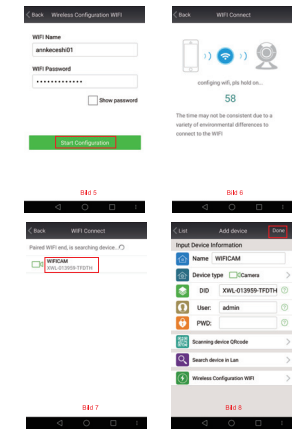 Back Wireless Configuration WIFI
WIFI Name
annkeceshi01
WIFI Password
•••••••••••••
Show password
Start Configuration
Bild 5
Back WIFI Connect
configing wifi, pls hold on...
58
The time may not be consistent due to a
variety of environmental differences to
connect to the WIFI
Bild 6
Back WIFI Connect
Paired WIFI end, is searching device.
WIFICAM
XWL-013959-TFDTH
Bild 7
List Add device Done
Input Device Information
Name WIFICAM
Device type Camera
DID XWL-013959-TFDTH
User: admin
PWD:
Scanning device QRcode
Search device in Lan
Wireless Configuration WIFI
Bild 8